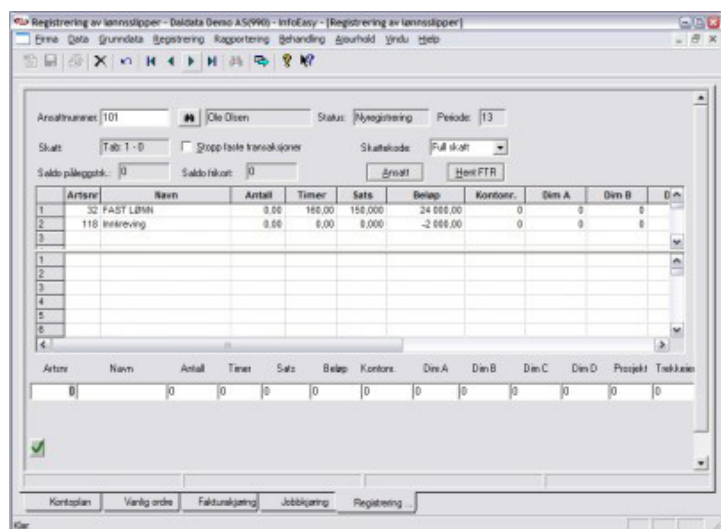 Registrering av lønnsslipper - Daldata Demo AS(990) - InfoEasy - [Registrering av lønnsslipper]
Firma Data Grunndata Registrering Rapportering Behandling Ajourhold Vindu Hjelp
Ansattnummer: 101 Ole Olsen Status: Nyregistrering Periode: 13
Skatt: Tab: 1 - 0 Stopp faste transaksjoner Skattekode: Full skatt
Saldo påleggstr.: 0 Saldo frikort: 0 Ansatt Hent FTR
Artsnr Navn Antall Timer Sats Beløp Kontonr. Dim A Dim B D
1 32 FAST LØNN 0,00 160,00 150,000 24 000,00 0 0 0
2 118 Innkreving 0,00 0,00 0,000 -2 000,00 0 0 0
3
1
2
3
4
5
6
Artsnr Navn Antall Timer Sats Beløp Kontonr. Dim A Dim B Dim C Dim D Prosjekt Trekkeier
0 0 0 0 0 0 0 0 0 0 0 0
Kontoplan Vanlig ordre Fakturakjøring Jobbkjøring Registrering ...
Klar